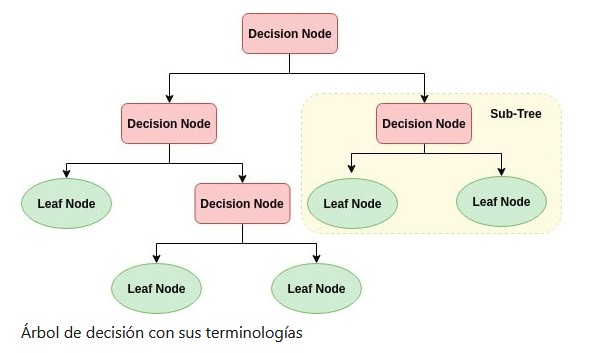 Decision Node
Decision Node
Decision Node
Sub-Tree
Leaf Node
Decision Node
Leaf Node
Leaf Node
Leaf Node
Leaf Node
Árbol de decisión con sus terminologías